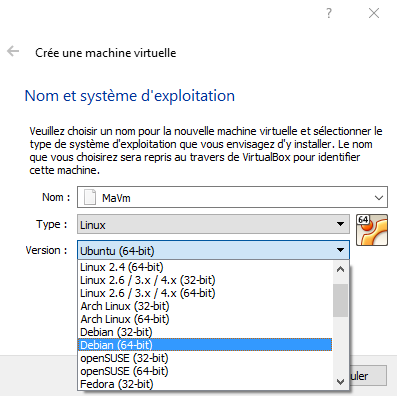 ?
Crée une machine virtuelle
Nom et système d'exploitation
Veuillez choisir un nom pour la nouvelle machine virtuelle et sélectionner le
type de système d'exploitation que vous envisagez d'y installer. Le nom
que vous choisirez sera repris au travers de VirtualBox pour identifier
cette machine.
Nom : MaVm
Type : Linux 64
Version : Ubuntu (64-bit)
Linux 2.4 (64-bit)
Linux 2.6 / 3.x / 4.x (32-bit)
Linux 2.6 / 3.x / 4.x (64-bit)
Arch Linux (32-bit)
Arch Linux (64-bit)
Debian (32-bit)
Debian (64-bit)
openSUSE (32-bit)
openSUSE (64-bit)
Fedora (32-bit)
uler